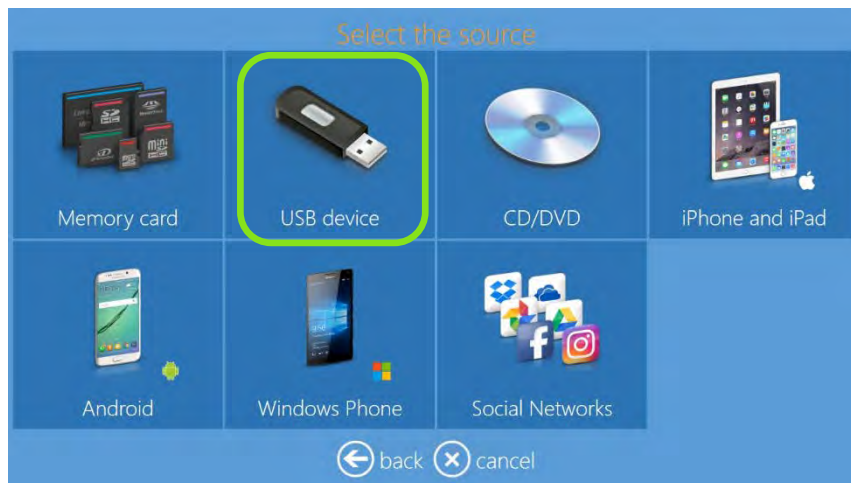 Select the source
Memory card
USB device
CD/DVD
iPhone and iPad
Android
Windows Phone
Social Networks
back
cancel